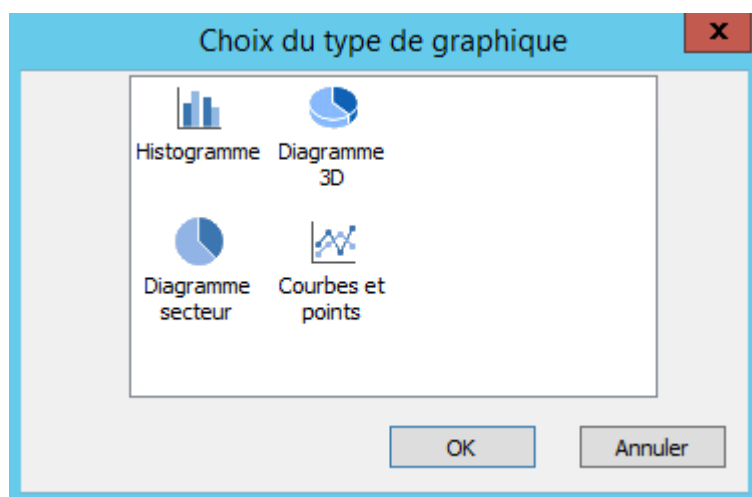 Choix du type de graphique
x
Histogramme
Diagramme
3D
Diagramme
secteur
Courbes et
points
OK
Annuler